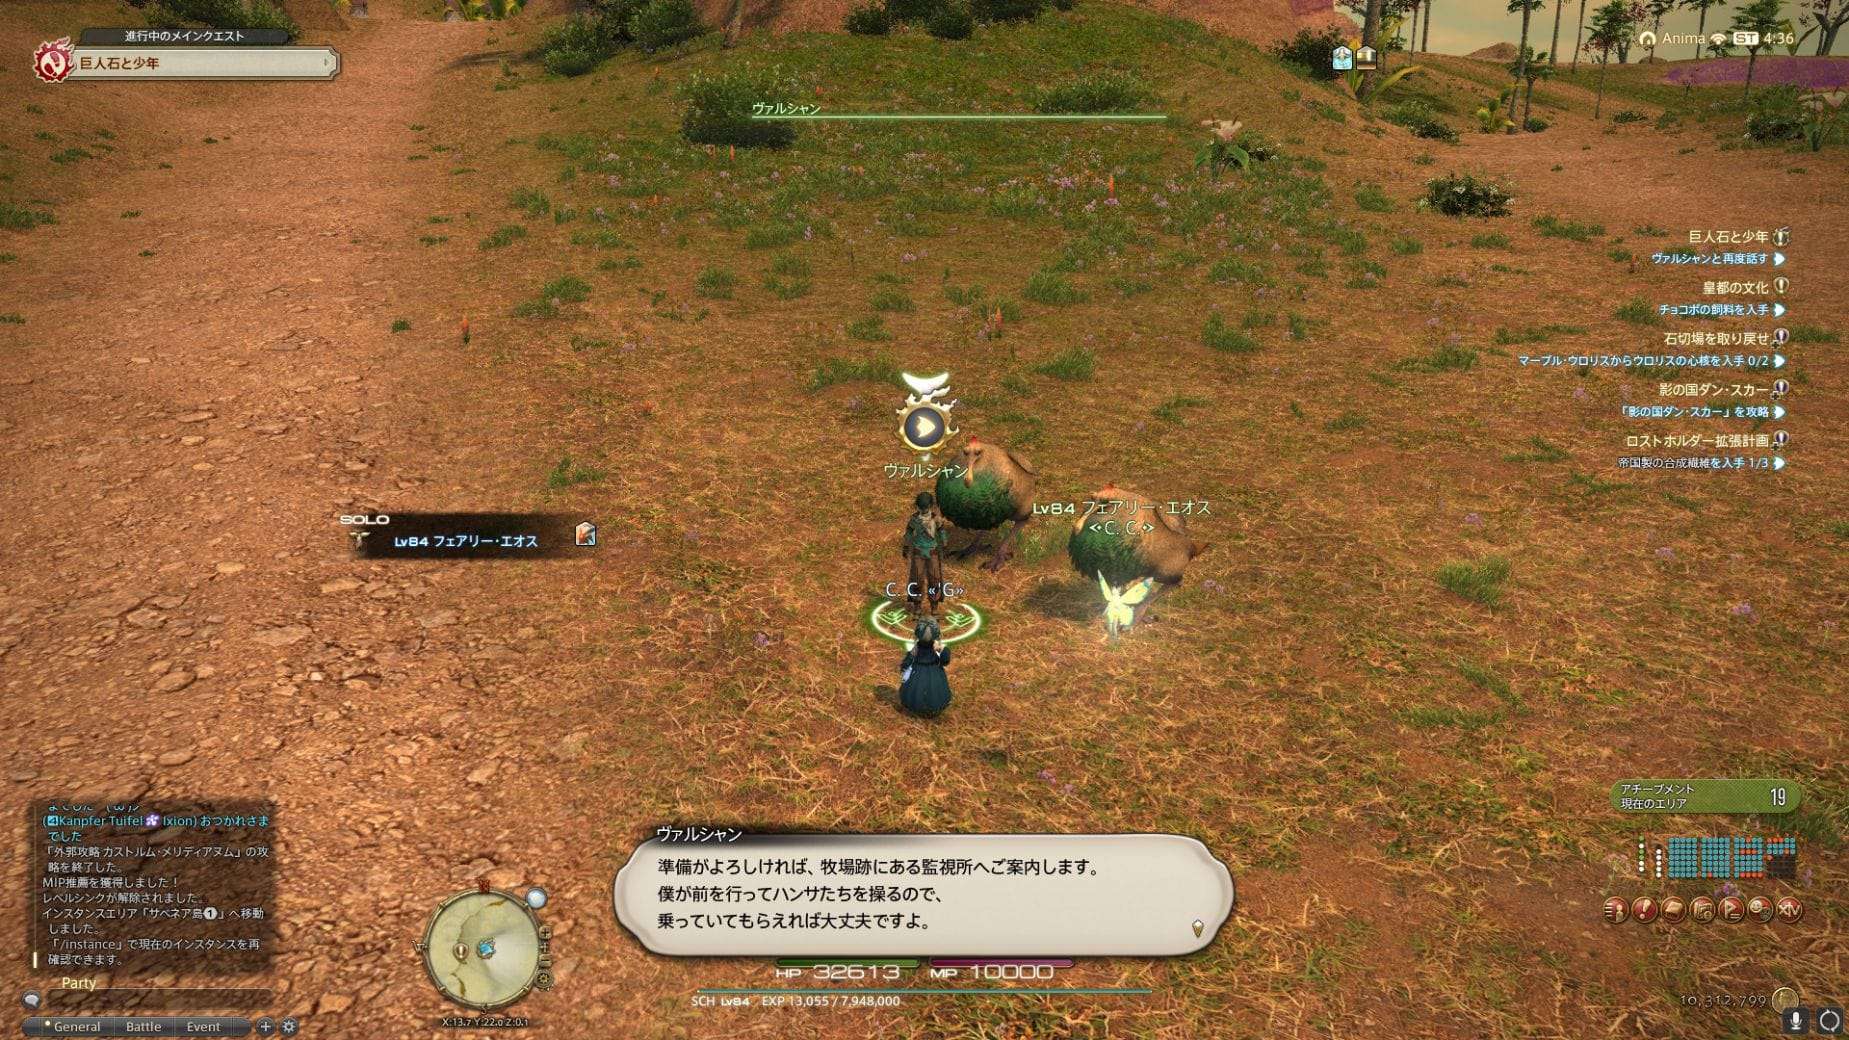 進行中のメインクエスト
巨人石と少年
Anima ST 4:36
ヴァルシャン
巨人石と少年
ヴァルシャンと再度話す
皇都の文化
チョコボの飼料を入手
石切場を取り戻せ
マーブル・ウロリスからウロリスの心核を入手 0/2
影の国ダン・スカー
「影の国ダン・スカー」を攻略
ロストホルダー拡張計画
帝国製の合成繊維を入手 1/3
ヴァルシャン
Lv84 フェアリー・エオス
«C. C.»
SOLO
Lv84 フェアリー・エオス
C. C. «'G»
アチーブメント
現在のエリア 19
までした
(4Kanpfer Tuifel Ixion) おつかれさま
でした
「外郭攻略 カストルム・メリディアヌム」の攻
略を終了した。
MIP推薦を獲得しました！
レベルシンクが解除されました。
インスタンスエリア「サベネア島1」へ移動
しました。
「/instance」で現在のインスタンスを再
確認できます。
Party
General Battle Event
X:13.7 Y:22.0 Z:0.1
ヴァルシャン
準備がよろしければ、牧場跡にある監視所へご案内します。
僕が前を行ってハンサたちを操るので、
乗っていてもらえれば大丈夫ですよ。
HP 32613 MP 10000
SCH Lv84 EXP 13,055 / 7,948,000
10,312,799